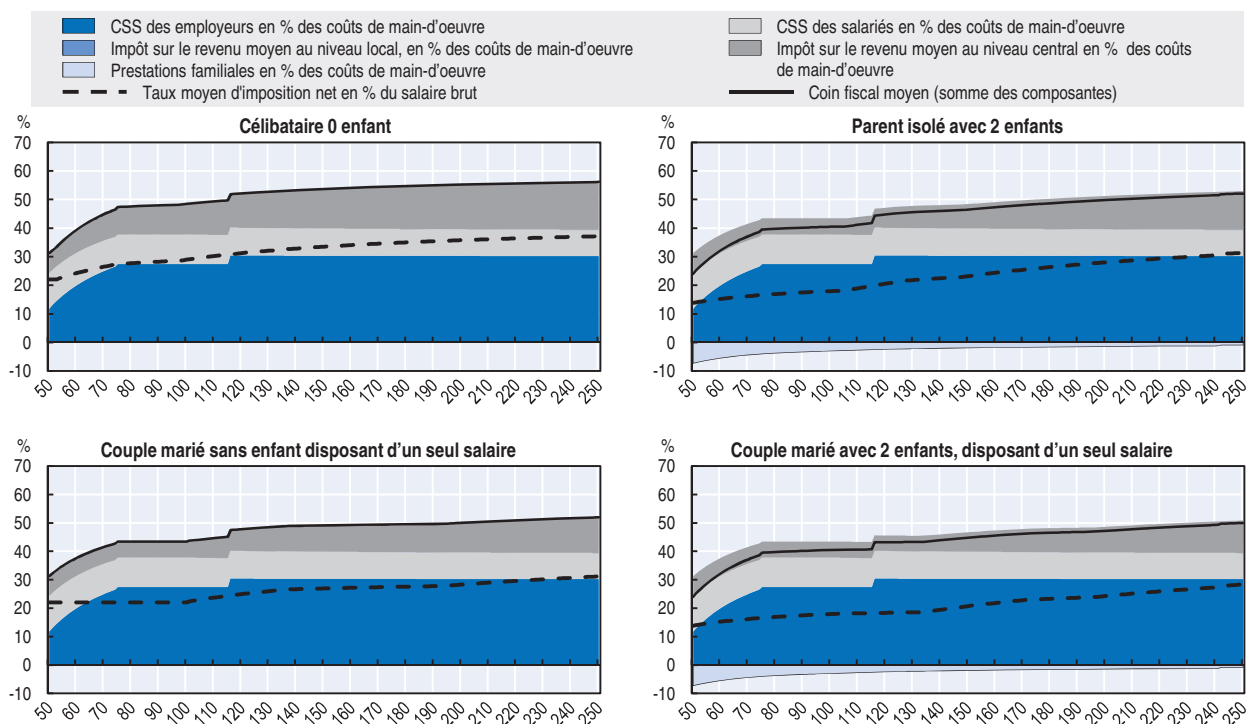 CSS des employeurs en % des coûts de main-d'oeuvre
Impôt sur le revenu moyen au niveau local, en % des coûts de main-d'oeuvre
Prestations familiales en % des coûts de main-d'oeuvre
Taux moyen d'imposition net en % du salaire brut
CSS des salariés en % des coûts de main-d'oeuvre
Impôt sur le revenu moyen au niveau central en % des coûts
de main-d'oeuvre
Coin fiscal moyen (somme des composantes)
%
Célibataire 0 enfant
70
60
50
40
30
20
10
0
-10
50 60 70 80 90 100 110 120 130 140 150 160 170 180 190 200 210 220 230 240 250
%
Parent isolé avec 2 enfants
70
60
50
40
30
20
10
0
-10
50 60 70 80 90 100 110 120 130 140 150 160 170 180 190 200 210 220 230 240 250
%
Couple marié sans enfant disposant d’un seul salaire
70
60
50
40
30
20
10
0
-10
50 60 70 80 90 100 110 120 130 140 150 160 170 180 190 200 210 220 230 240 250
%
Couple marié avec 2 enfants, disposant d’un seul salaire
70
60
50
40
30
20
10
0
-10
50 60 70 80 90 100 110 120 130 140 150 160 170 180 190 200 210 220 230 240 250